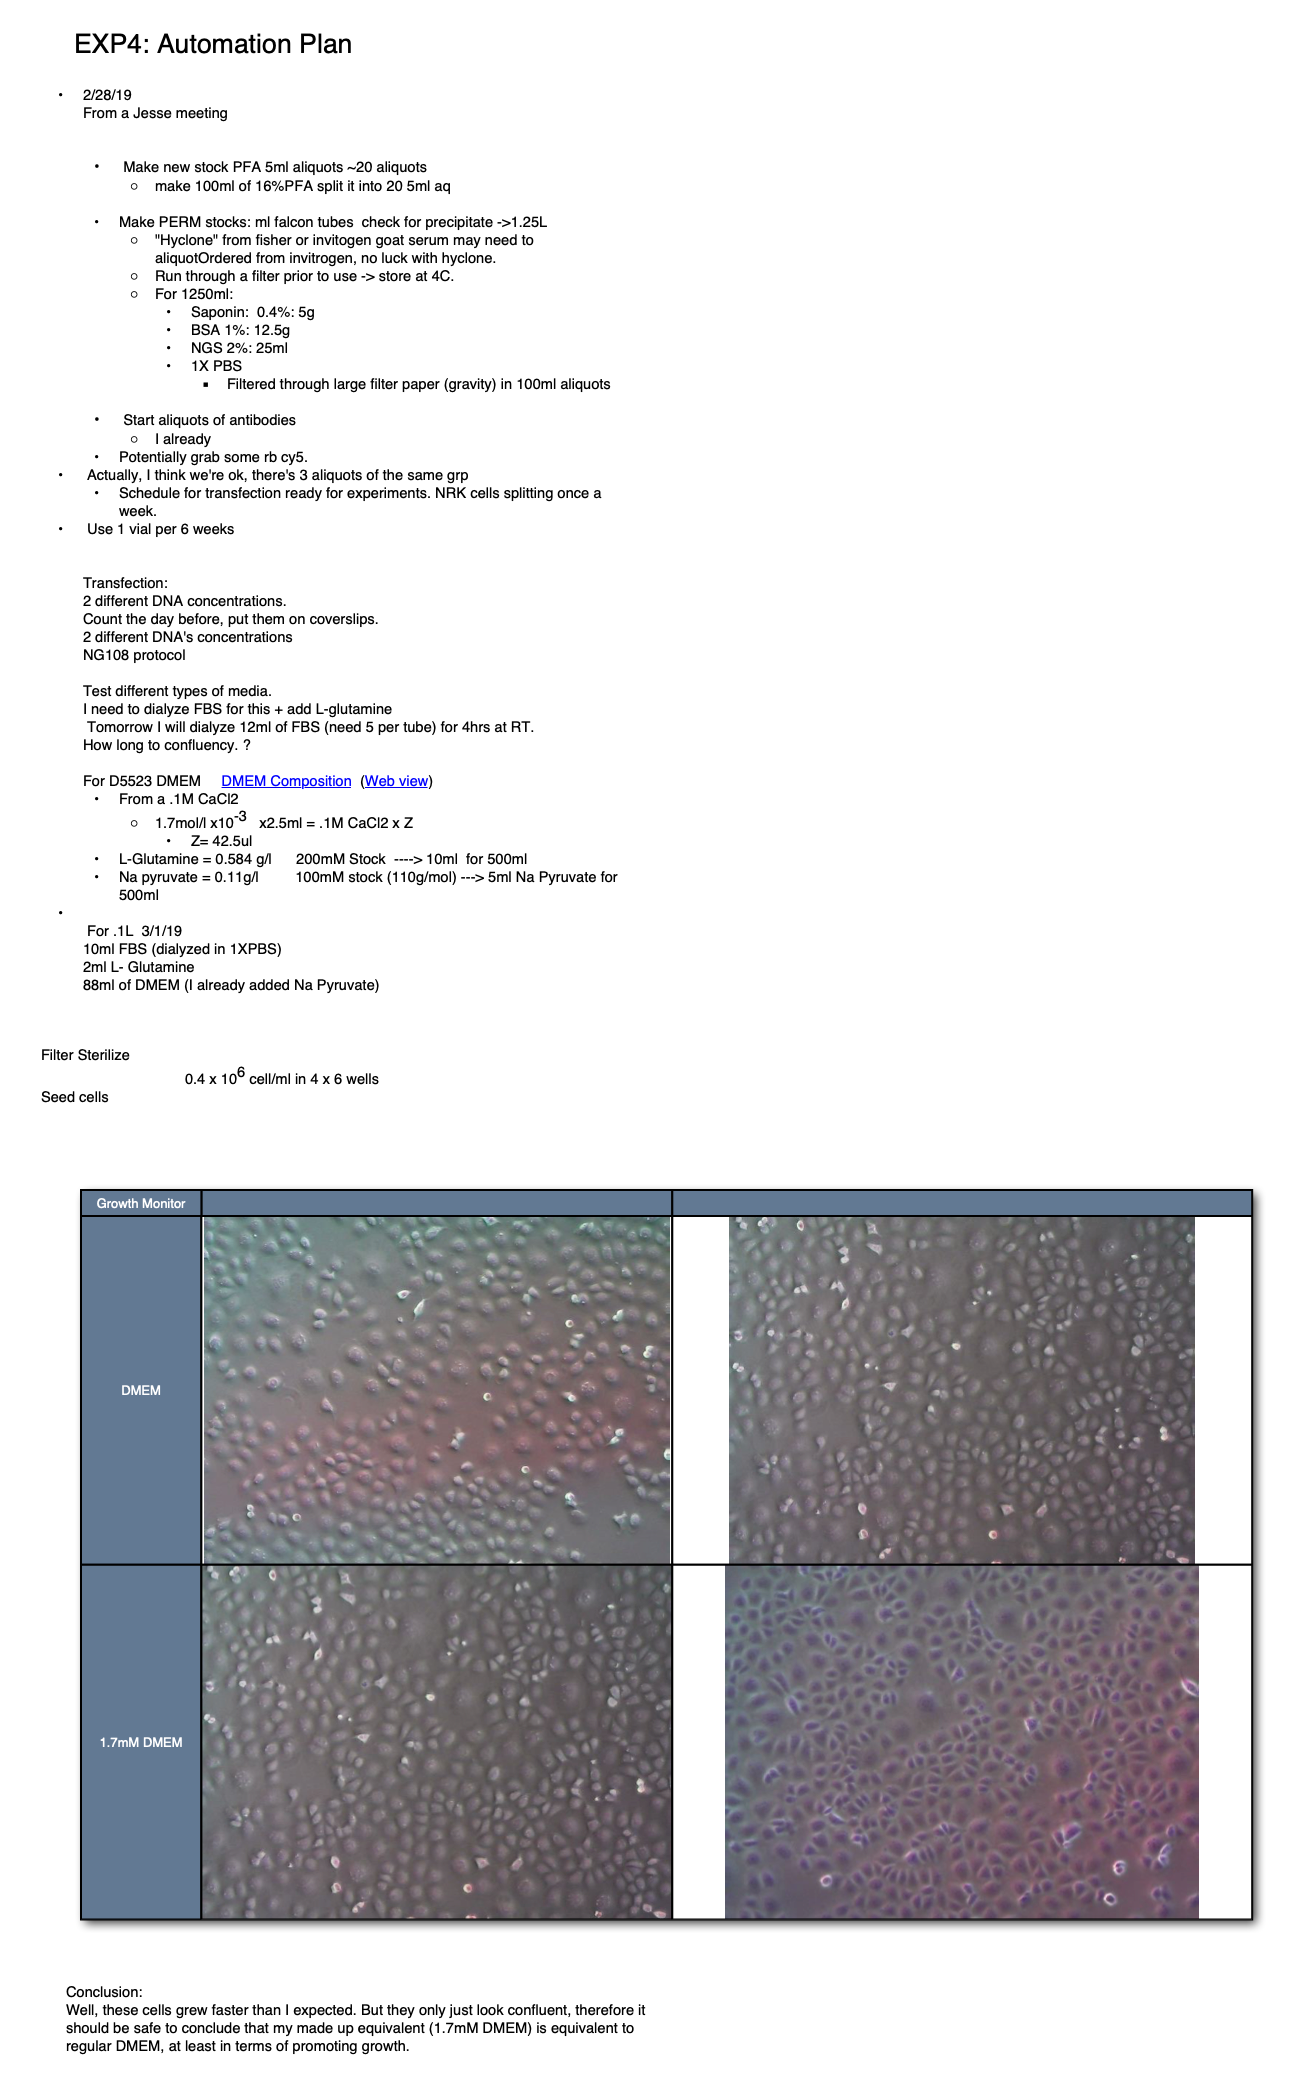 EXP4: Automation Plan
• 2/28/19
From a Jesse meeting
• Make new stock PFA 5ml aliquots ~20 aliquots
○ make 100ml of 16%PFA split it into 20 5ml aq
• Make PERM stocks: ml falcon tubes  check for precipitate ->1.25L
○ "Hyclone" from fisher or invitogen goat serum may need to
aliquotOrdered from invitrogen, no luck with hyclone.
○ Run through a filter prior to use -> store at 4C.
○ For 1250ml:
• Saponin:  0.4%: 5g
• BSA 1%: 12.5g
• NGS 2%: 25ml
• 1X PBS
▪ Filtered through large filter paper (gravity) in 100ml aliquots
• Start aliquots of antibodies
○ I already
• Potentially grab some rb cy5.
• Actually, I think we're ok, there's 3 aliquots of the same grp
• Schedule for transfection ready for experiments. NRK cells splitting once a
week.
• Use 1 vial per 6 weeks
Transfection:
2 different DNA concentrations.
Count the day before, put them on coverslips.
2 different DNA's concentrations
NG108 protocol
Test different types of media.
I need to dialyze FBS for this + add L-glutamine
Tomorrow I will dialyze 12ml of FBS (need 5 per tube) for 4hrs at RT.
How long to confluency. ?
For D5523 DMEM    DMEM Composition  (Web view)
• From a .1M CaCl2
○ 1.7mol/l x10⁻³  x2.5ml = .1M CaCl2 x Z
• Z= 42.5ul
• L-Glutamine = 0.584 g/l     200mM Stock  ----> 10ml  for 500ml
• Na pyruvate = 0.11g/l        100mM stock (110g/mol) ---> 5ml Na Pyruvate for
500ml
•
For .1L  3/1/19
10ml FBS (dialyzed in 1XPBS)
2ml L- Glutamine
88ml of DMEM (I already added Na Pyruvate)
Filter Sterilize
0.4 x 10⁶ cell/ml in 4 x 6 wells
Seed cells
Growth Monitor
DMEM
1.7mM DMEM
Conclusion:
Well, these cells grew faster than I expected. But they only just look confluent, therefore it
should be safe to conclude that my made up equivalent (1.7mM DMEM) is equivalent to
regular DMEM, at least in terms of promoting growth.